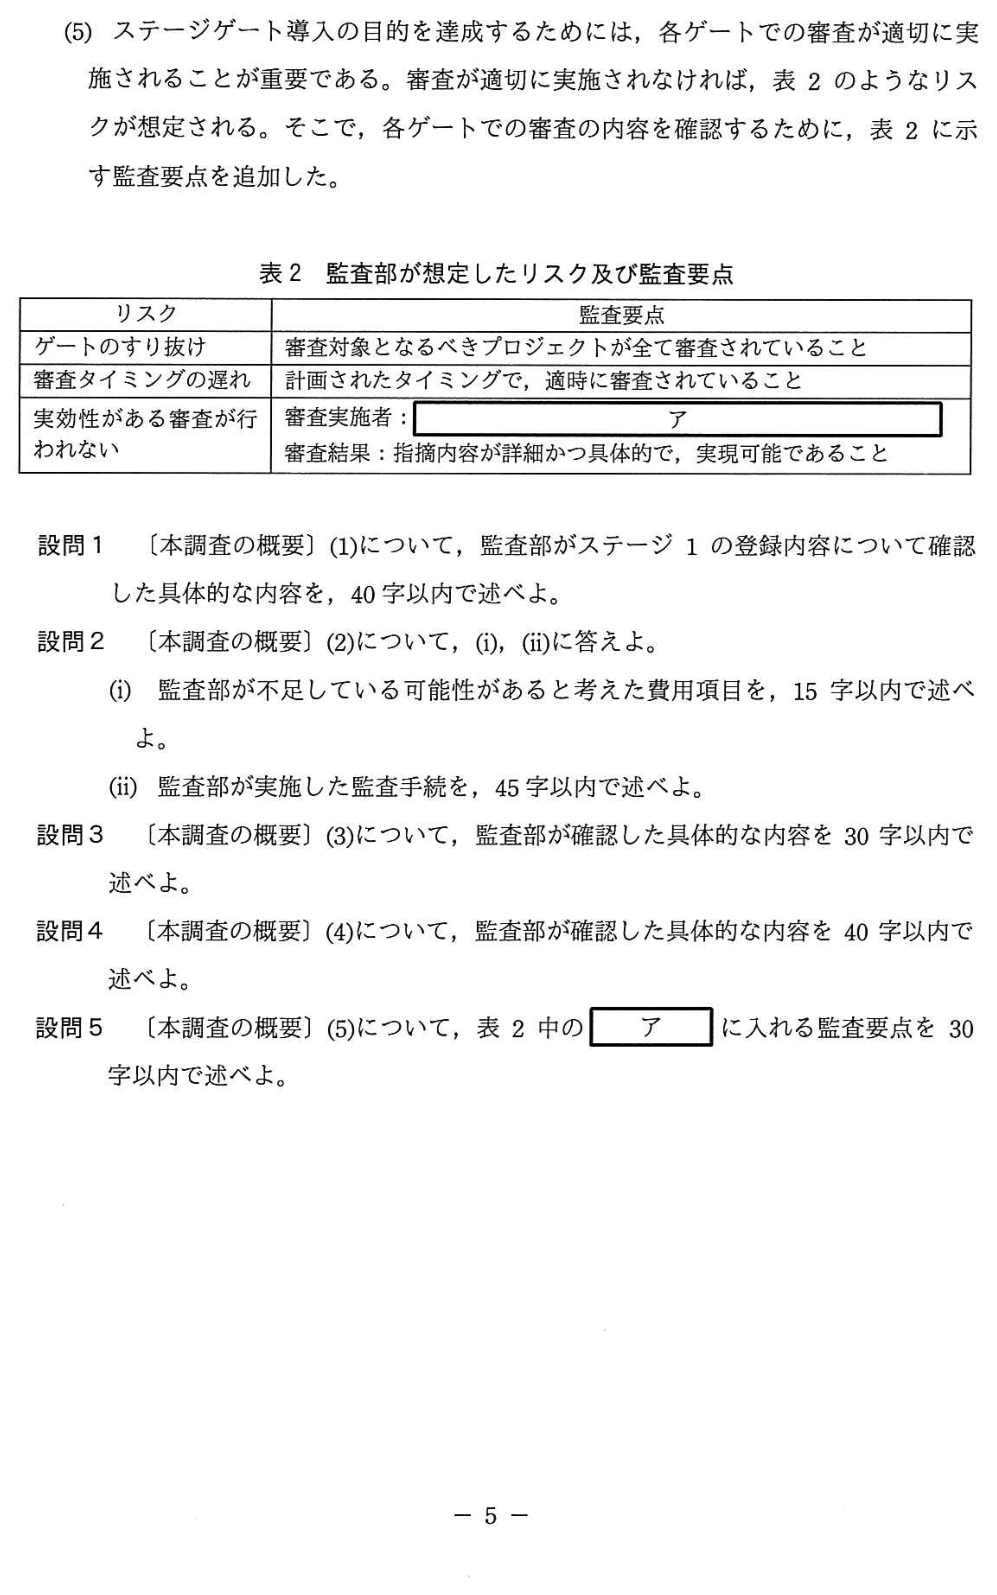 (5) ステージゲート導入の目的を達成するためには，各ゲートでの審査が適切に実
施されることが重要である。審査が適切に実施されなければ，表 2 のようなリス
クが想定される。そこで，各ゲートでの審査の内容を確認するために，表 2 に示
す監査要点を追加した。
表２ 監査部が想定したリスク及び監査要点
リスク 監査要点
ゲートのすり抜け 審査対象となるべきプロジェクトが全て審査されていること
審査タイミングの遅れ 計画されたタイミングで，適時に審査されていること
実効性がある審査が行 審査実施者： ア
われない 審査結果：指摘内容が詳細かつ具体的で，実現可能であること
設問１ 〔本調査の概要〕(1)について，監査部がステージ 1 の登録内容について確認
した具体的な内容を，40 字以内で述べよ。
設問２ 〔本調査の概要〕(2)について，(i)，(ii)に答えよ。
(i) 監査部が不足している可能性があると考えた費用項目を，15 字以内で述べ
よ。
(ii) 監査部が実施した監査手続を，45 字以内で述べよ。
設問３ 〔本調査の概要〕(3)について，監査部が確認した具体的な内容を 30 字以内で
述べよ。
設問４ 〔本調査の概要〕(4)について，監査部が確認した具体的な内容を 40 字以内で
述べよ。
設問５ 〔本調査の概要〕(5)について，表 2 中の ア に入れる監査要点を 30
字以内で述べよ。
－ 5 －